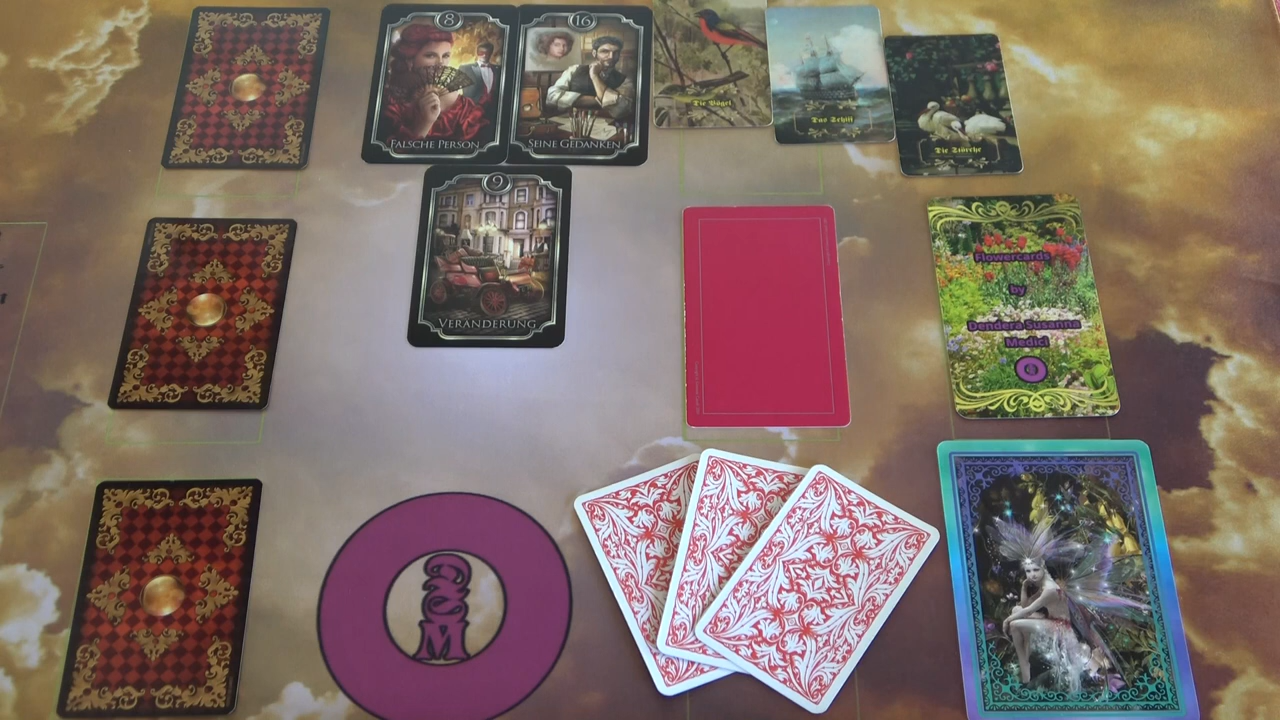 8
FALSCHE PERSON
16
SEINE GEDANKEN
Die Vögel
Das Schiff
Die Störche
9
VERÄNDERUNG
Flowercards
by
Dendera Susanna
Medici